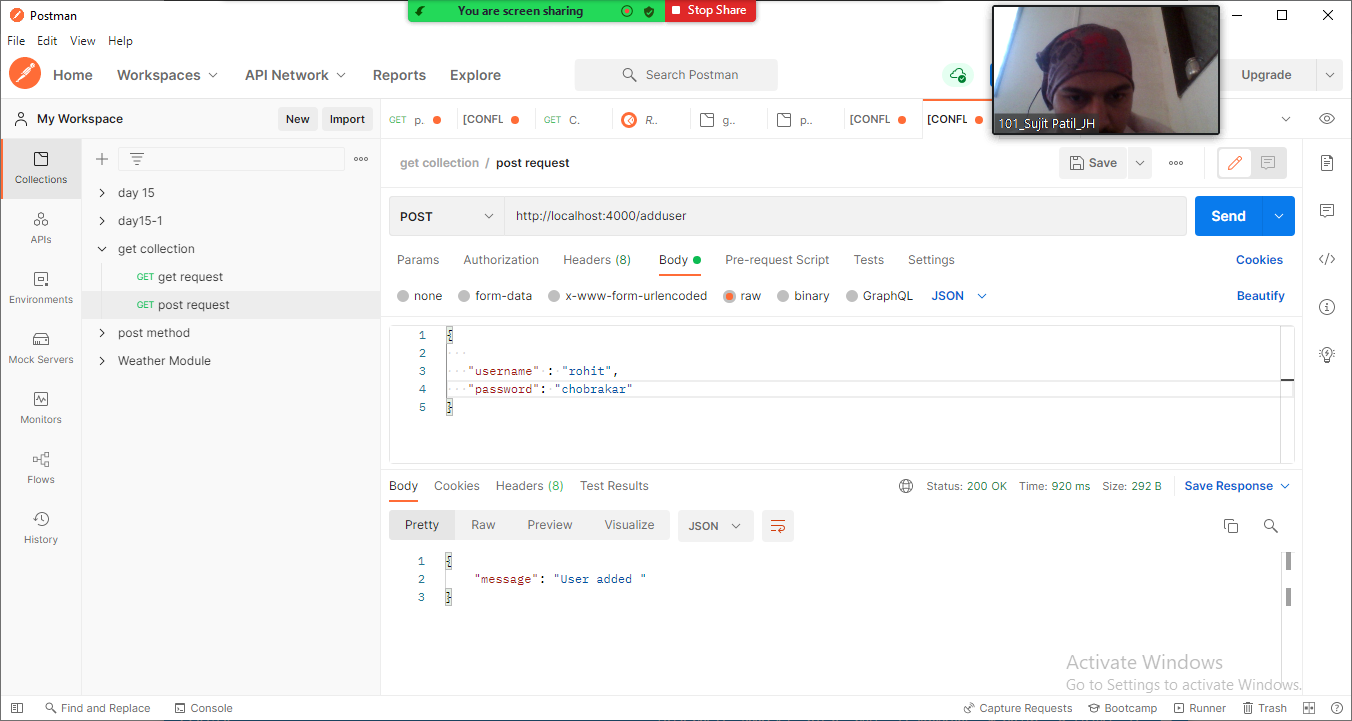 Postman
You are screen sharing
Stop Share
File Edit View Help
Home Workspaces API Network Reports Explore
Search Postman
Upgrade
101_Sujit Patil_JH
My Workspace
New Import
GET p.
[CONFL
GET C.
R..
g..
p..
[CONFL
[CONFL
get collection / post request
Save
Collections
APIs
Environments
Mock Servers
Monitors
Flows
History
day 15
day15-1
get collection
GET get request
GET post request
post method
Weather Module
POST http://localhost:4000/adduser
Send
Params Authorization Headers (8) Body Pre-request Script Tests Settings Cookies
none form-data x-www-form-urlencoded raw binary GraphQL JSON Beautify
1 {
2
3 "username" : "rohit",
4 "password": "chobrakar"
5 }
Body Cookies Headers (8) Test Results
Status: 200 OK Time: 920 ms Size: 292 B Save Response
Pretty Raw Preview Visualize JSON
1 {
2 "message": "User added "
3 }
Activate Windows
Go to Settings to activate Windows.
Find and Replace Console
Capture Requests Bootcamp Runner Trash